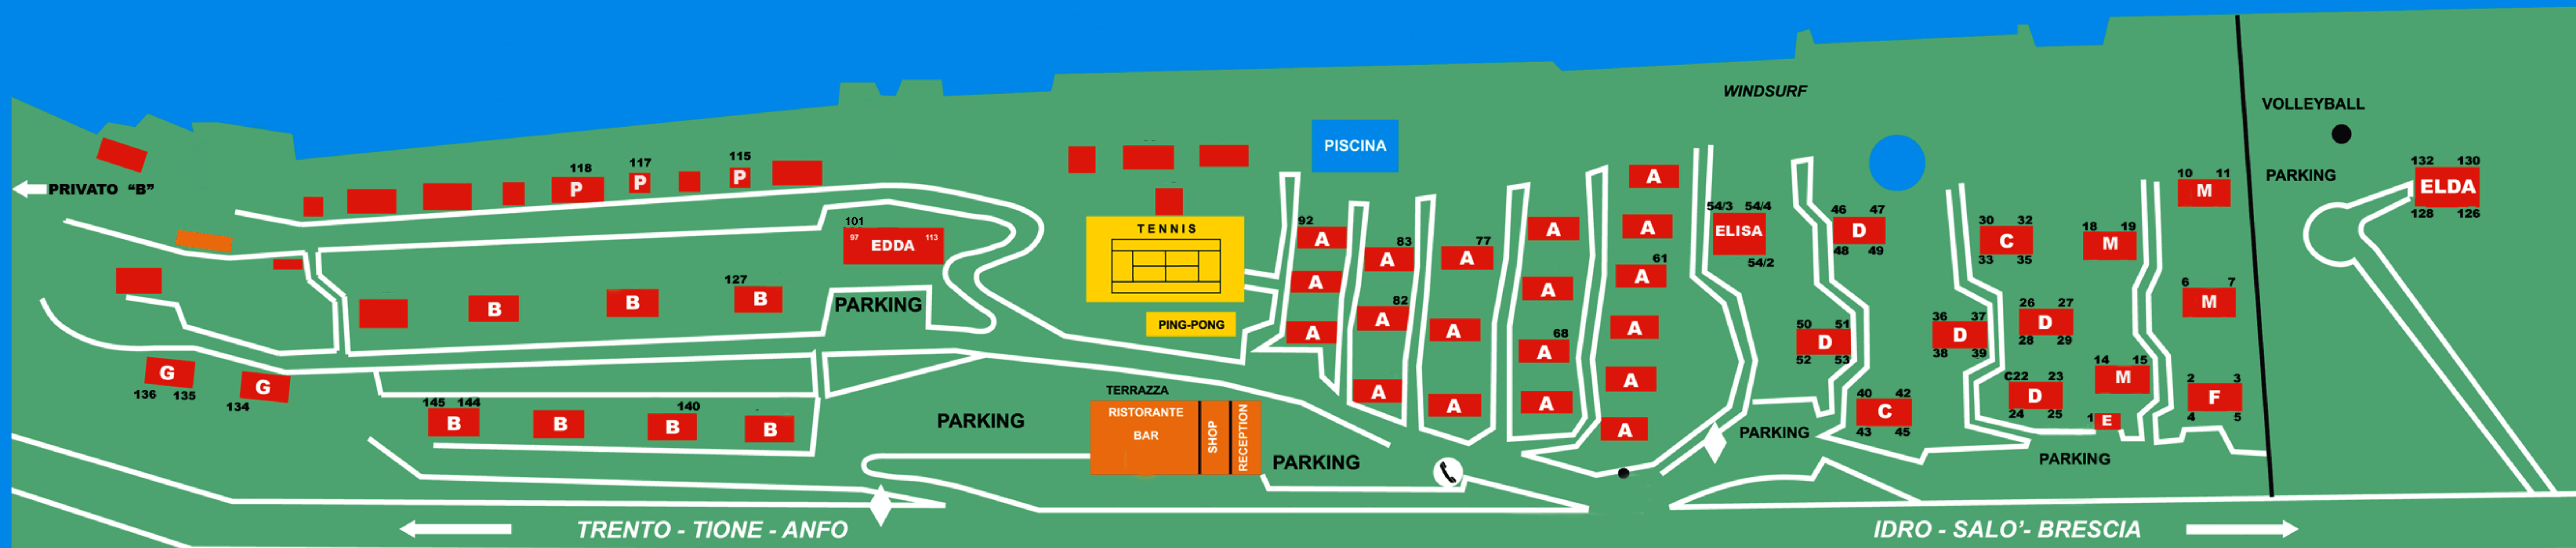 WINDSURF
VOLLEYBALL
PISCINA
118
117
115
P
P
P
PRIVATO "B"
PARKING
132 130
ELDA
128 126
10 11
M
A
54/3 54/4
ELISA
54/2
46 47
D
48 49
30 32
C
33 35
18 19
M
101
97 EDDA 113
TENNIS
92
A
83
A
77
A
A
A
61
A
A
A
127
B
B
B
PARKING
6 7
M
26 27
D
28 29
36 37
D
38 39
50 51
D
52 53
PING-PONG
A
82
A
A
68
A
A
G
136 135
G
134
14 15
M
C22 23
D
24 25
2 3
F
4 5
1 E
40 42
C
43 45
A
A
A
A
A
TERRAZZA
RISTORANTE
BAR
SHOP
RECEPTION
145 144
B
B
140
B
B
PARKING
PARKING
PARKING
PARKING
TRENTO - TIONE - ANFO
IDRO - SALO'- BRESCIA